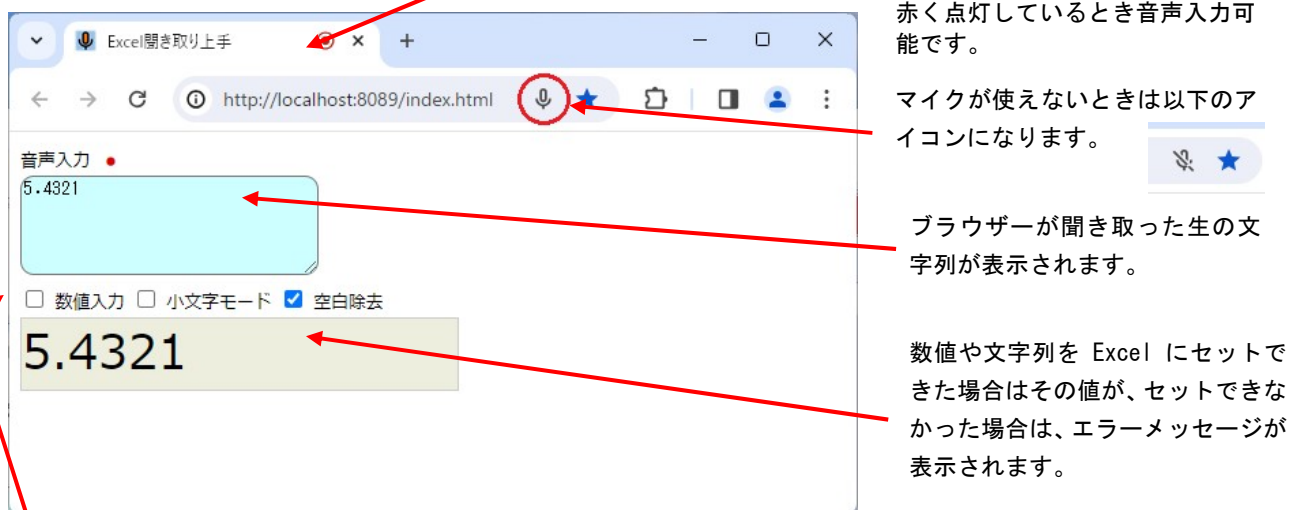 赤く点灯しているとき音声入力可
能です。
Excel聞き取り上手
http://localhost:8089/index.html
マイクが使えないときは以下のア
イコンになります。
音声入力
5.4321
ブラウザーが聞き取った生の文
字列が表示されます。
数値入力 小文字モード 空白除去
5.4321
数値や文字列を Excel にセットで
きた場合はその値が、セットできな
かった場合は、エラーメッセージが
表示されます。